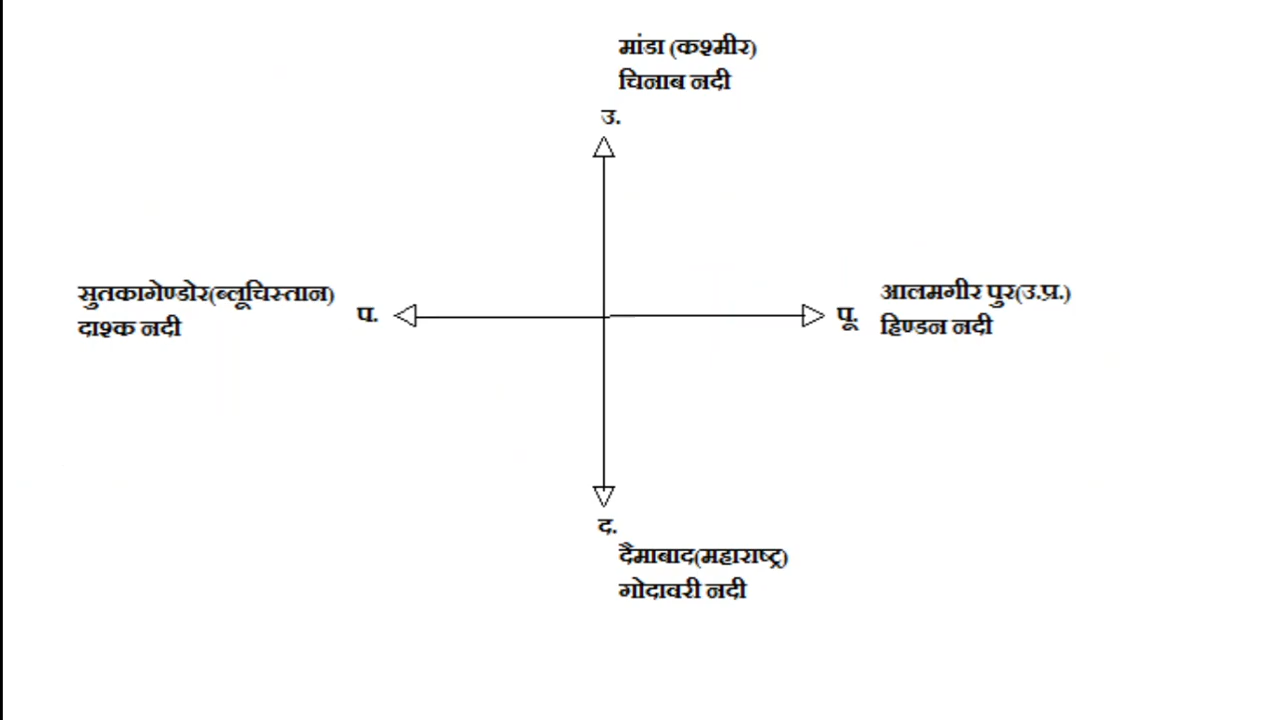 मांडा (कश्मीर)
चिनाब नदी
उ.
सुतकागेण्डोर(ब्लूचिस्तान)
दाश्क नदी
प.
पू.
आलमगीर पुर(उ.प्र.)
हिण्डन नदी
द.
दैमाबाद(महाराष्ट्र)
गोदावरी नदी